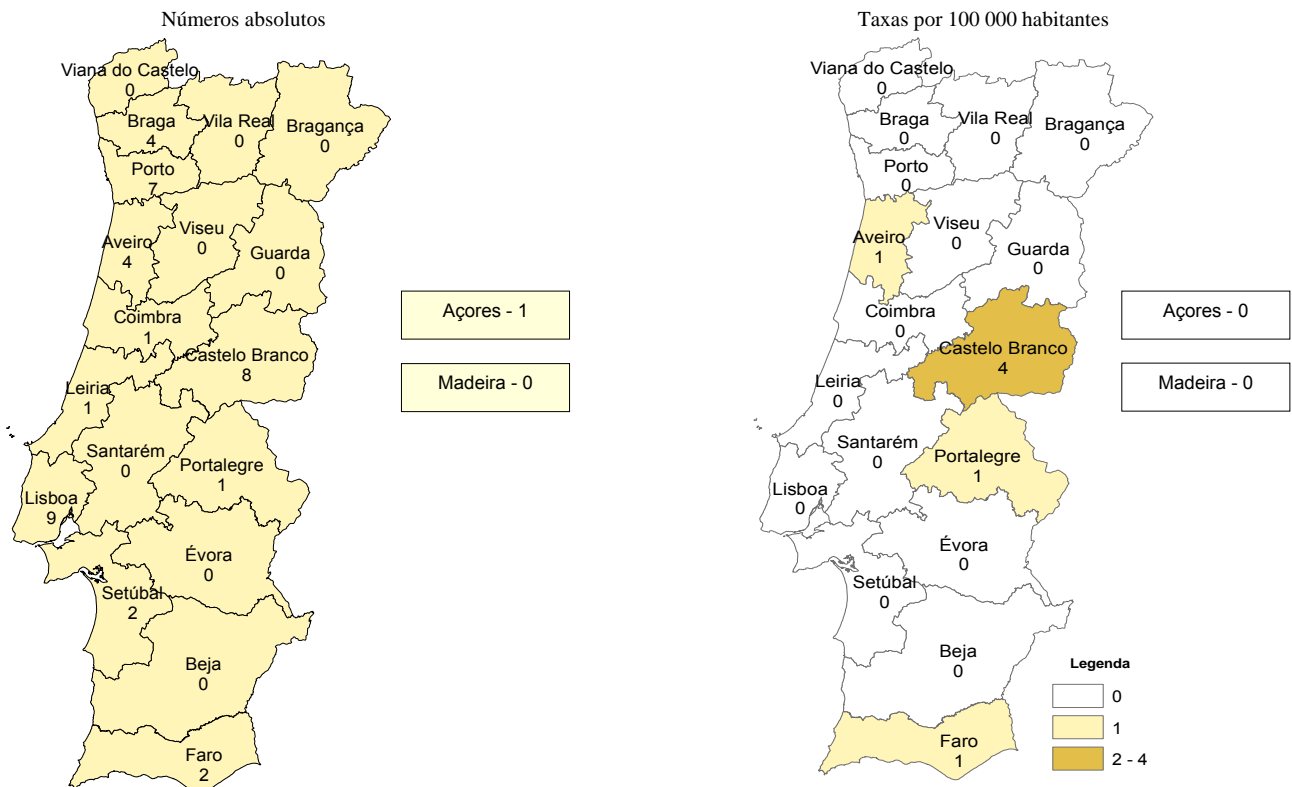 Números absolutos
Viana do Castelo
0
Braga
4
Vila Real
0
Bragança
0
Porto
7
Aveiro
4
Viseu
0
Guarda
0
Coimbra
1
Castelo Branco
8
Leiria
1
Santarém
0
Portalegre
1
Lisboa
9
Évora
0
Setúbal
2
Beja
0
Faro
2
Açores - 1
Madeira - 0
Taxas por 100 000 habitantes
Viana do Castelo
0
Braga
0
Vila Real
0
Bragança
0
Porto
0
Aveiro
1
Viseu
0
Guarda
0
Coimbra
0
Castelo Branco
4
Leiria
0
Santarém
0
Portalegre
1
Lisboa
0
Évora
0
Setúbal
0
Beja
0
Faro
1
Açores - 0
Madeira - 0
Legenda
0
1
2 - 4